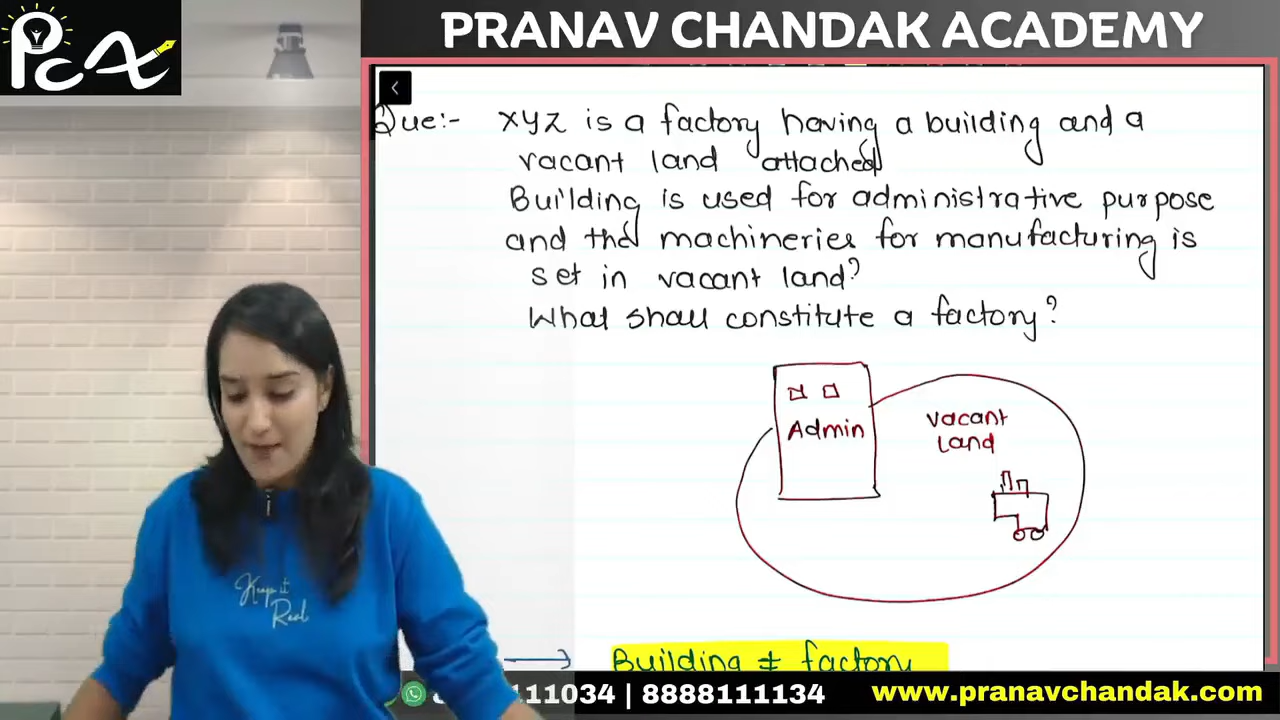 PCA
PRANAV CHANDAK ACADEMY
Que:- XYZ is a factory having a building and a
vacant land attached
Building is used for administrative purpose
and the machineries for manufacturing is
set in vacant land?
What shall constitute a factory?
Admin
vacant
land
Keep it
Real
Building ≠ factory
111034 | 8888111134
www.pranavchandak.com